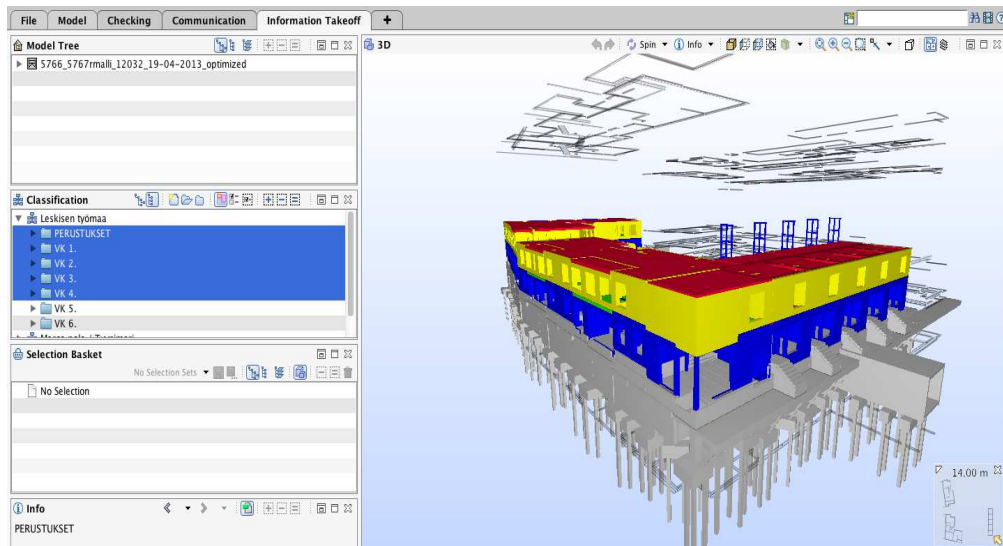 File Model Checking Communication Information Takeoff +
Model Tree
5766_5767rmalli_12032_19-04-2013_optimized
Classification
Leskisen työmaa
PERUSTUKSET
VK 1.
VK 2.
VK 3.
VK 4.
VK 5.
VK 6.
Selection Basket
No Selection Sets
No Selection
Info
PERUSTUKSET
3D Spin Info
14.00 m